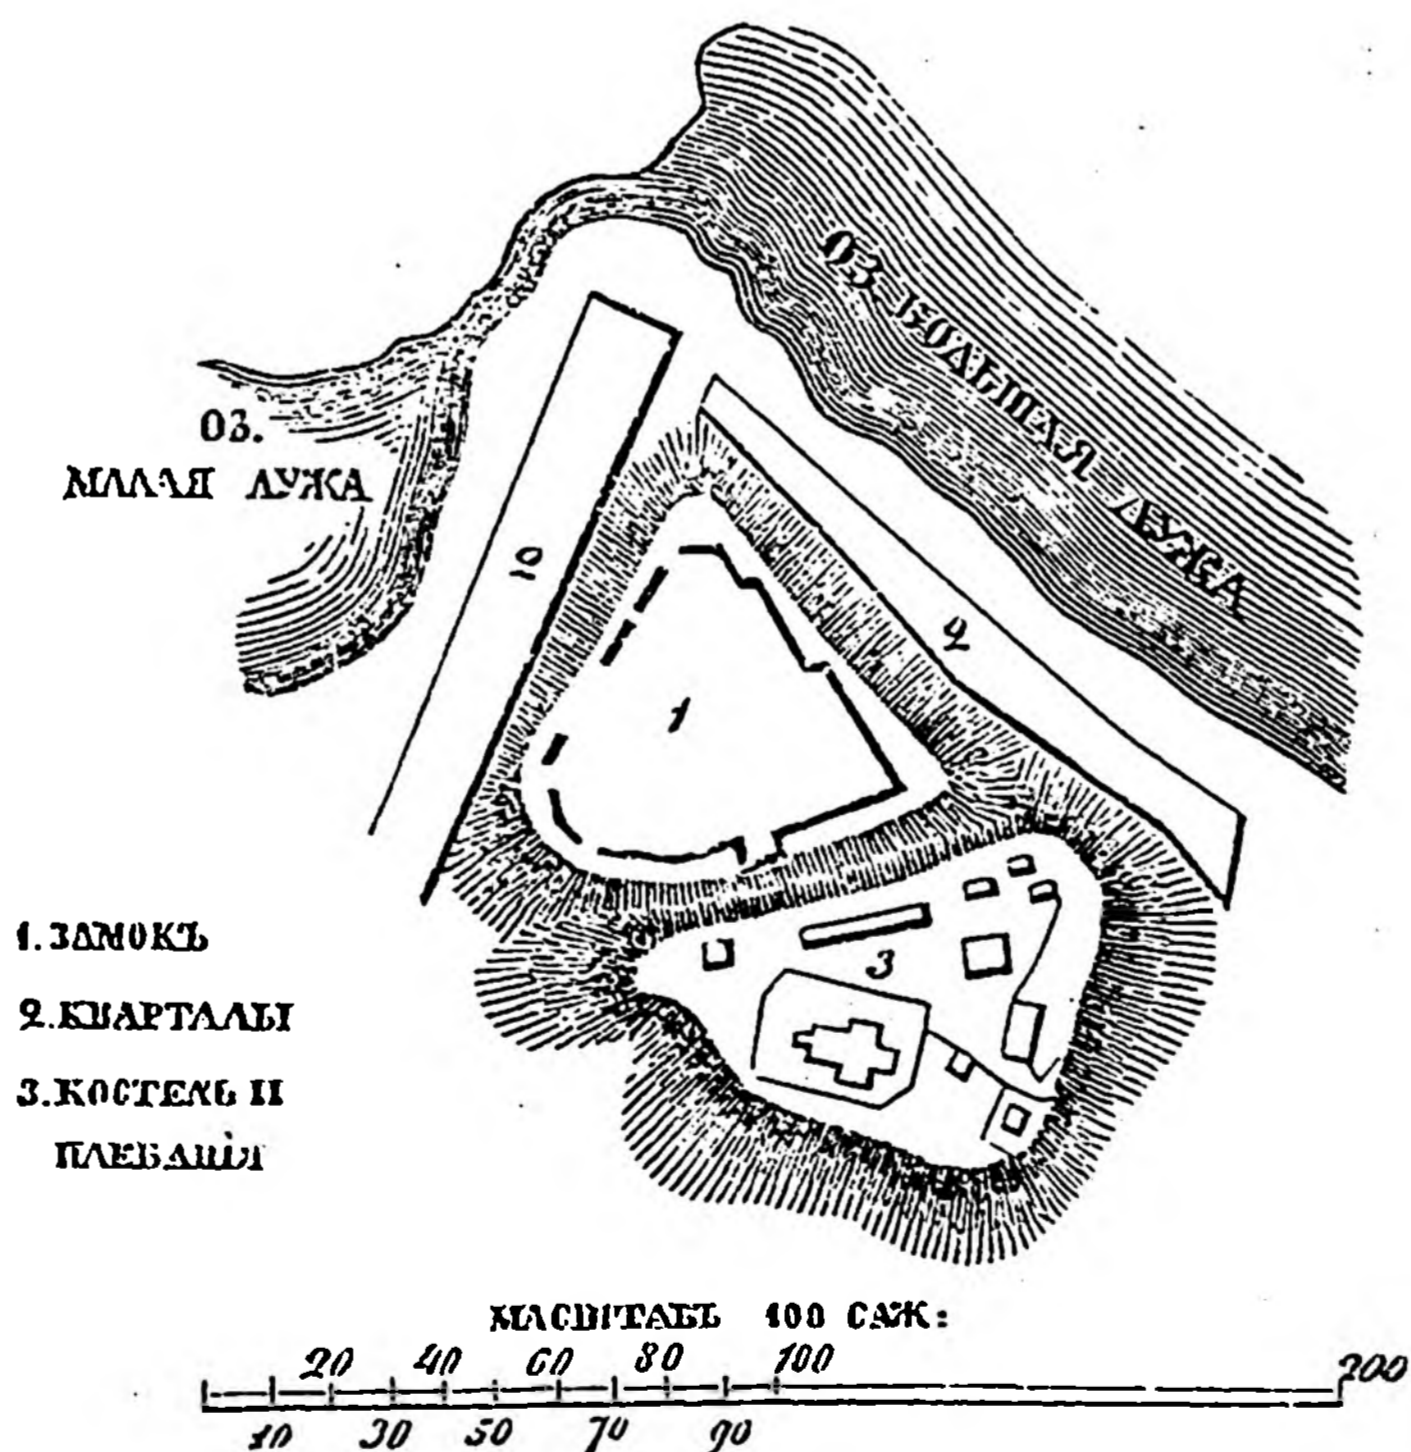 ОЗ. БОЛЬШАЯ ЛУЖА
ОЗ.
МАЛАЯ ЛУЖА
2
2
1
3
1. ЗАМОКЪ
2. КВАРТАЛЫ
3. КОСТЕЛЬ И
ПЛЕБАНІЯ
МАСШТАБЪ 100 САЖ:
20 40 60 80 100 200
10 30 50 70 90